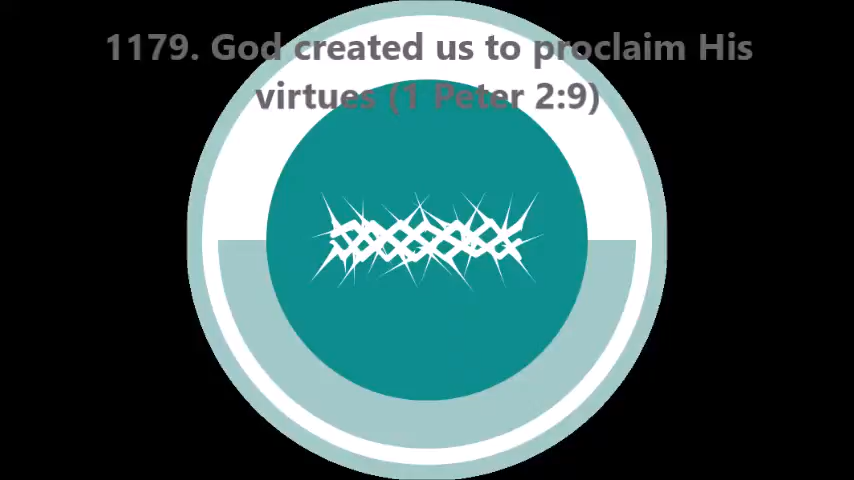 1179. God created us to proclaim His
virtues (1 Peter 2:9)